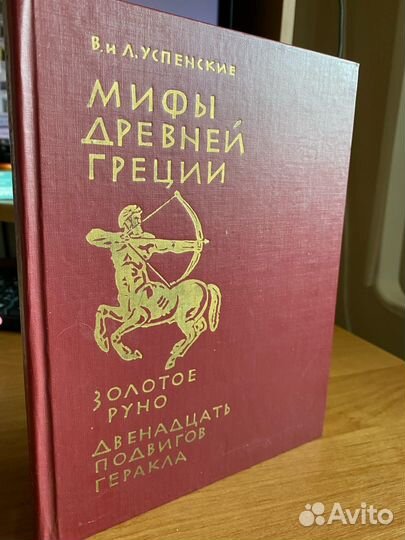 В. и Л. УСПЕНСКИЕ
МИФЫ
ДРЕВНЕЙ
ГРЕЦИИ
ЗОЛОТОЕ
РУНО
ДВЕНАДЦАТЬ
ПОДВИГОВ
ГЕРАКЛА
Avito